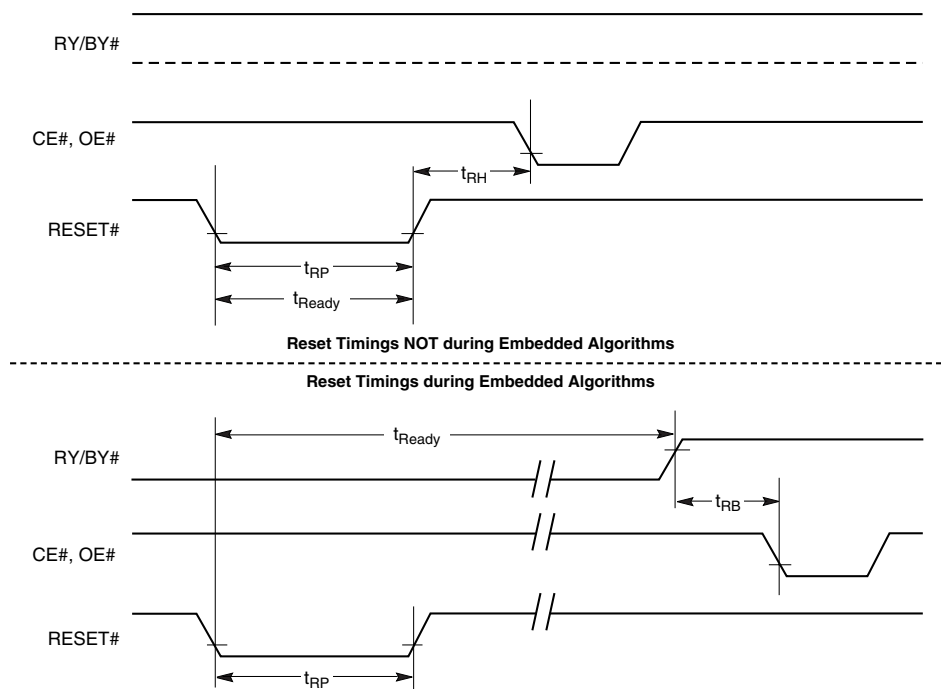 RY/BY#
CE#, OE#
tRH
RESET#
tRP
tReady
Reset Timings NOT during Embedded Algorithms
Reset Timings during Embedded Algorithms
tReady
RY/BY#
tRB
CE#, OE#
RESET#
tRP